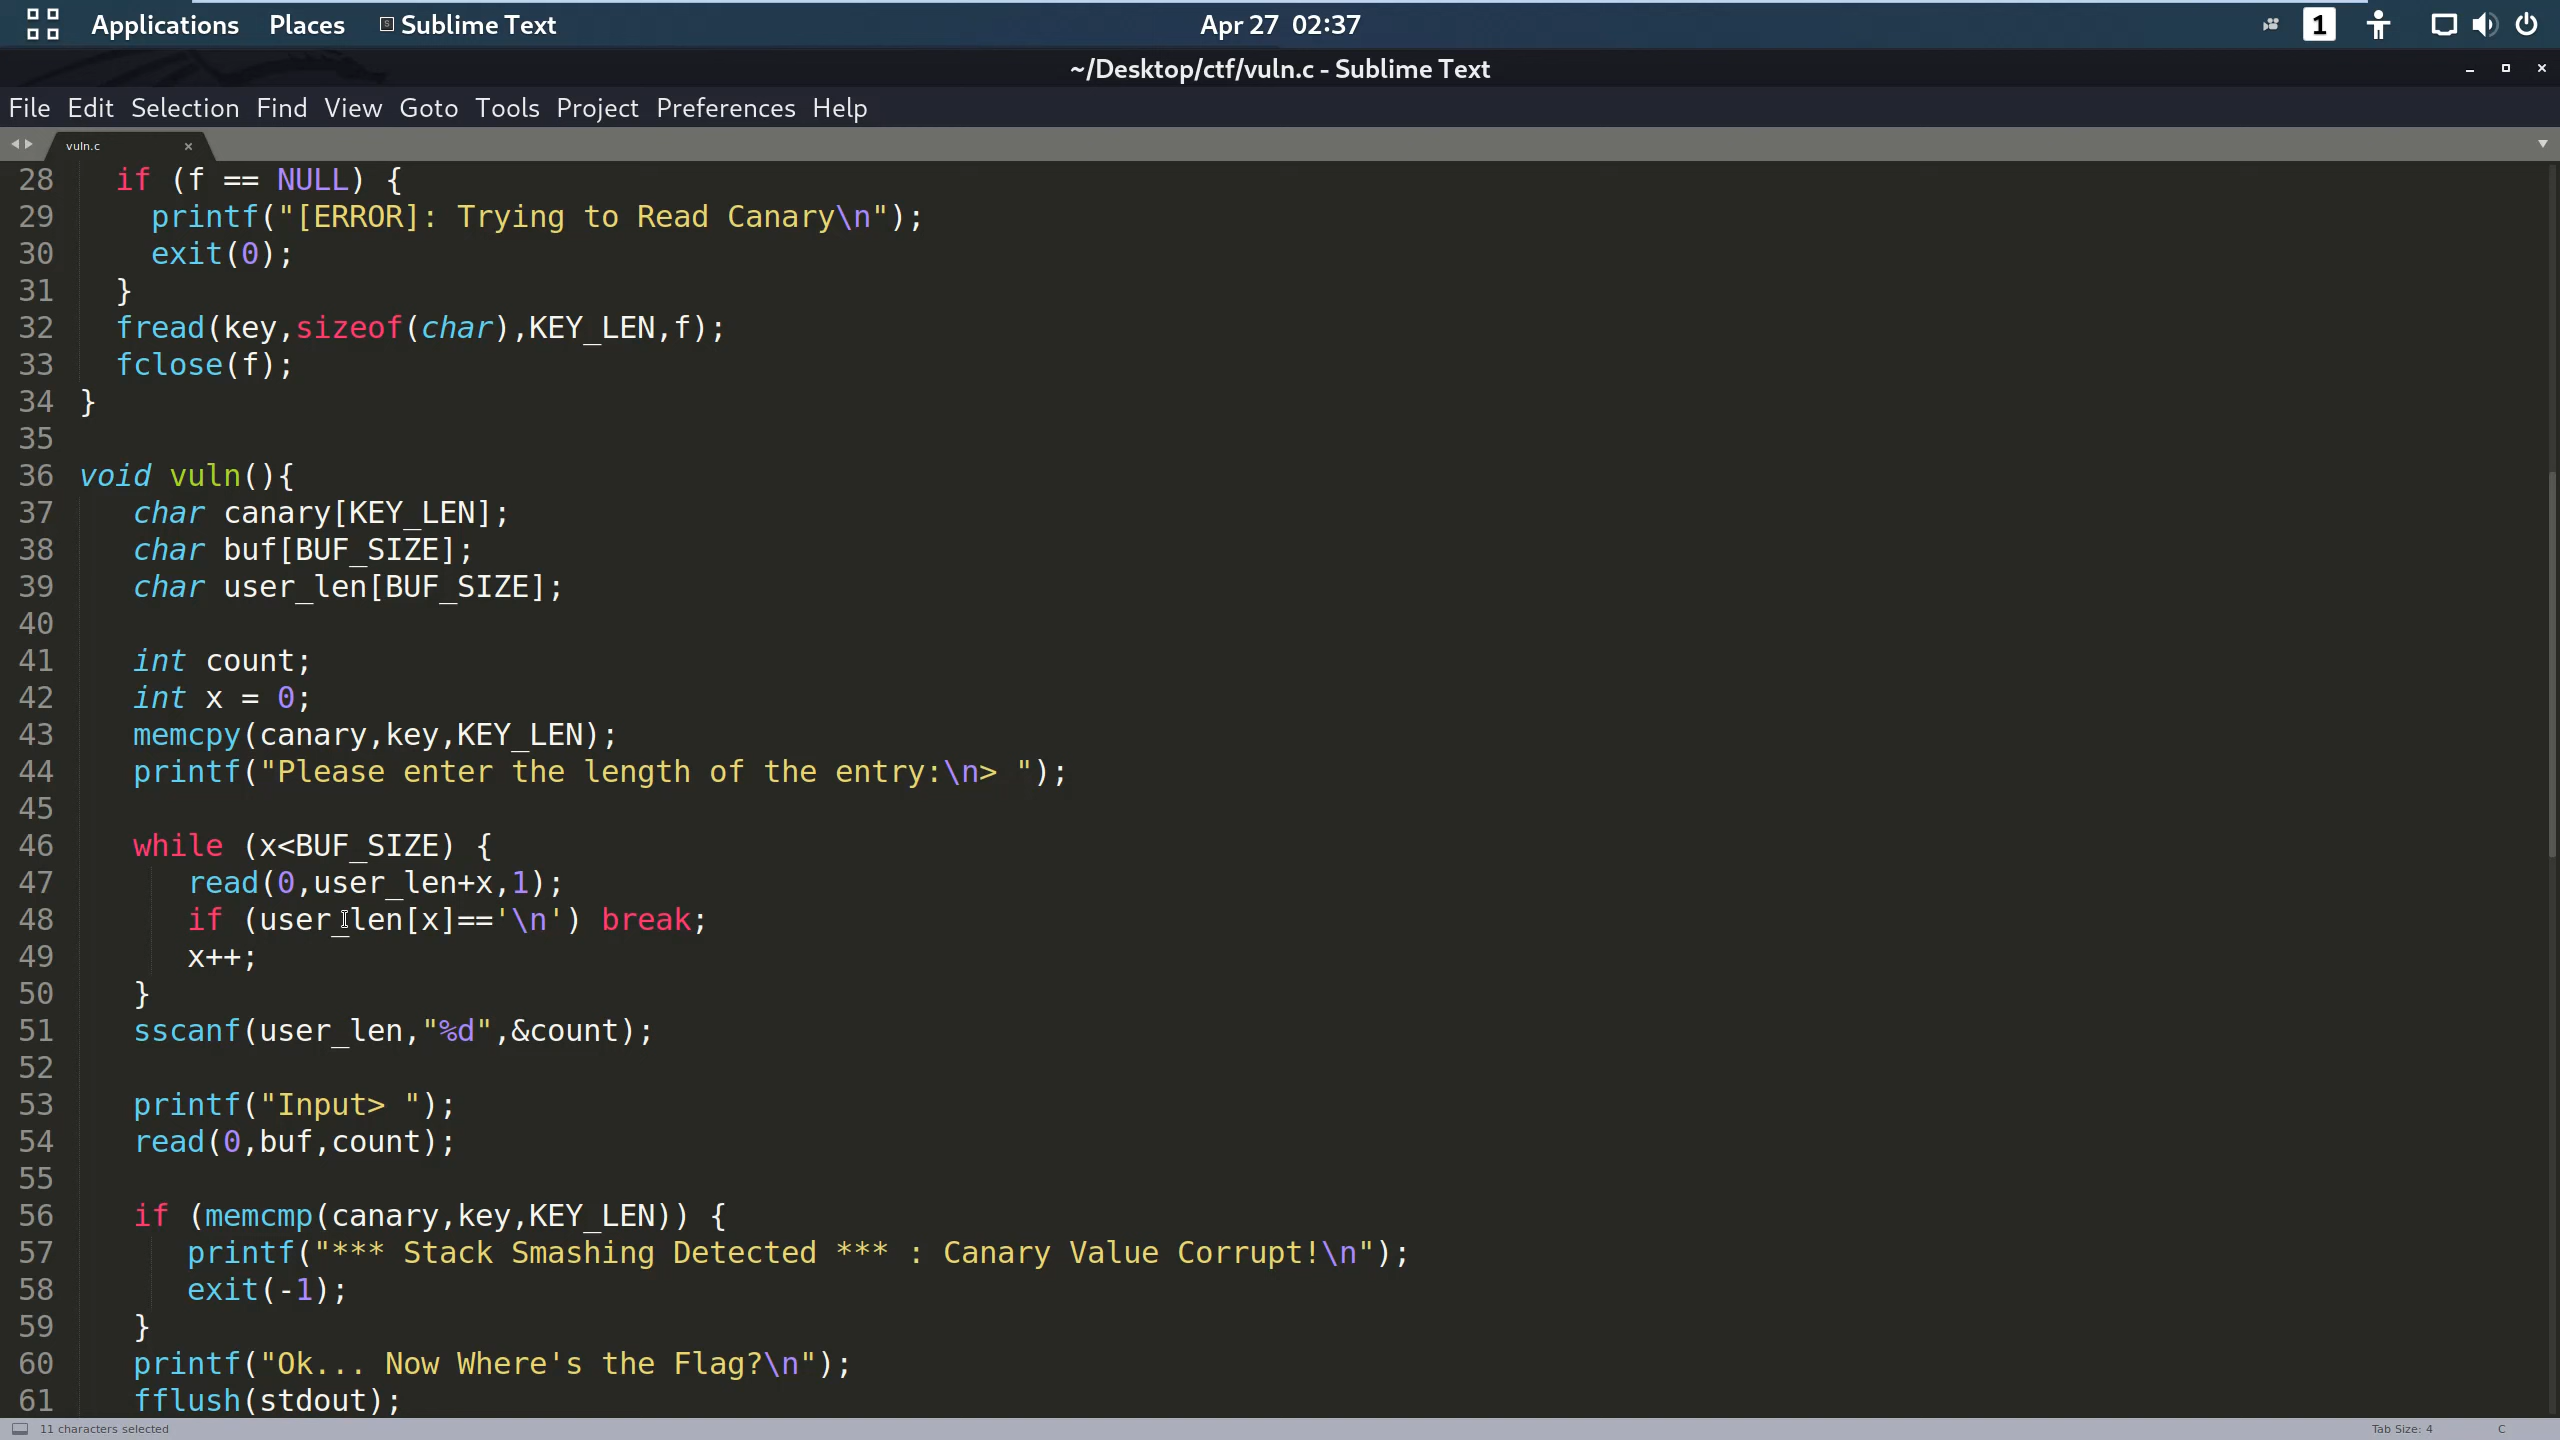 Applications Places Sublime Text Apr 27 02:37 1
~/Desktop/ctf/vuln.c - Sublime Text
File Edit Selection Find View Goto Tools Project Preferences Help
vuln.c
28 if (f == NULL) {
29 printf("[ERROR]: Trying to Read Canary\n");
30 exit(0);
31 }
32 fread(key,sizeof(char),KEY_LEN,f);
33 fclose(f);
34 }
35
36 void vuln(){
37 char canary[KEY_LEN];
38 char buf[BUF_SIZE];
39 char user_len[BUF_SIZE];
40
41 int count;
42 int x = 0;
43 memcpy(canary,key,KEY_LEN);
44 printf("Please enter the length of the entry:\n> ");
45
46 while (x<BUF_SIZE) {
47 read(0,user_len+x,1);
48 if (user_len[x]=='\n') break;
49 x++;
50 }
51 sscanf(user_len,"%d",&count);
52
53 printf("Input> ");
54 read(0,buf,count);
55
56 if (memcmp(canary,key,KEY_LEN)) {
57 printf("*** Stack Smashing Detected *** : Canary Value Corrupt!\n");
58 exit(-1);
59 }
60 printf("Ok... Now Where's the Flag?\n");
61 fflush(stdout);
11 characters selected Tab Size: 4 C